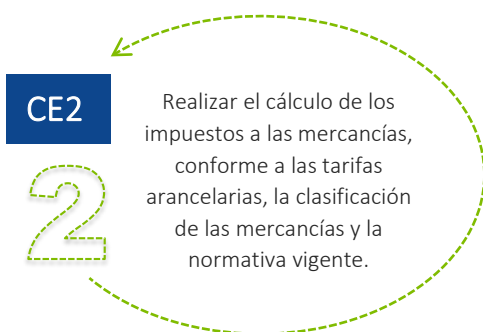 CE2
2
Realizar el cálculo de los
impuestos a las mercancías,
conforme a las tarifas
arancelarias, la clasificación
de las mercancías y la
normativa vigente.